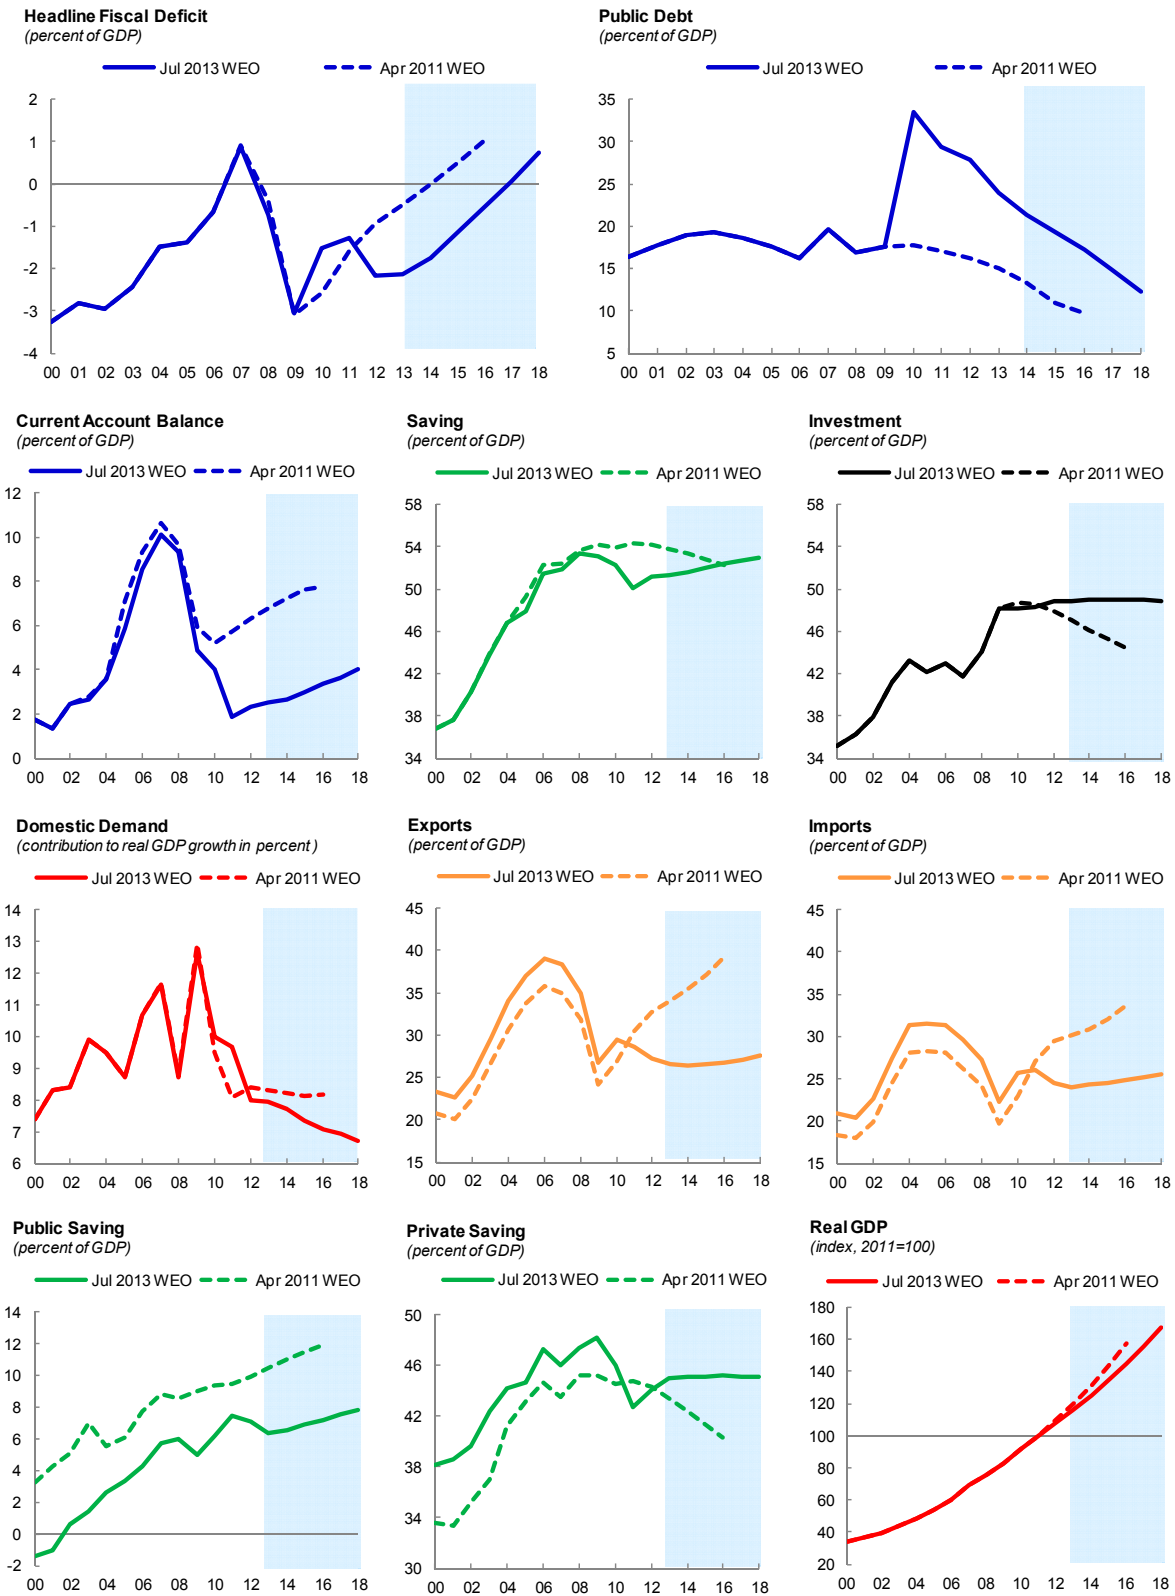 Headline Fiscal Deficit
(percent of GDP)
Jul 2013 WEO
Apr 2011 WEO
2
1
0
-1
-2
-3
-4
00 01 02 03 04 05 06 07 08 09 10 11 12 13 14 15 16 17 18
Public Debt
(percent of GDP)
Jul 2013 WEO
Apr 2011 WEO
35
30
25
20
15
10
5
00 01 02 03 04 05 06 07 08 09 10 11 12 13 14 15 16 17 18
Current Account Balance
(percent of GDP)
Jul 2013 WEO
Apr 2011 WEO
12
10
8
6
4
2
0
00 02 04 06 08 10 12 14 16 18
Saving
(percent of GDP)
Jul 2013 WEO
Apr 2011 WEO
58
54
50
46
42
38
34
00 02 04 06 08 10 12 14 16 18
Investment
(percent of GDP)
Jul 2013 WEO
Apr 2011 WEO
58
54
50
46
42
38
34
00 02 04 06 08 10 12 14 16 18
Domestic Demand
(contribution to real GDP growth in percent )
Jul 2013 WEO
Apr 2011 WEO
14
13
12
11
10
9
8
7
6
00 02 04 06 08 10 12 14 16 18
Exports
(percent of GDP)
Jul 2013 WEO
Apr 2011 WEO
45
40
35
30
25
20
15
00 02 04 06 08 10 12 14 16 18
Imports
(percent of GDP)
Jul 2013 WEO
Apr 2011 WEO
45
40
35
30
25
20
15
00 02 04 06 08 10 12 14 16 18
Public Saving
(percent of GDP)
Jul 2013 WEO
Apr 2011 WEO
14
12
10
8
6
4
2
0
-2
00 02 04 06 08 10 12 14 16 18
Private Saving
(percent of GDP)
Jul 2013 WEO
Apr 2011 WEO
50
46
42
38
34
30
00 02 04 06 08 10 12 14 16 18
Real GDP
(index, 2011=100)
Jul 2013 WEO
Apr 2011 WEO
180
160
140
120
100
80
60
40
20
00 02 04 06 08 10 12 14 16 18